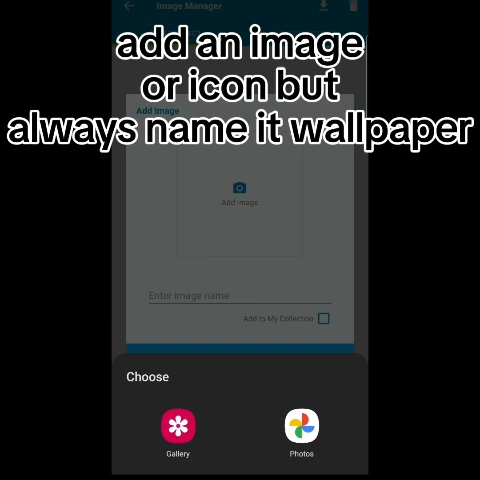 Image Manager
add an image
or icon but
always name it wallpaper
Add Image
Add Image
Enter image name
Add to My Collection
Choose
Gallery
Photos